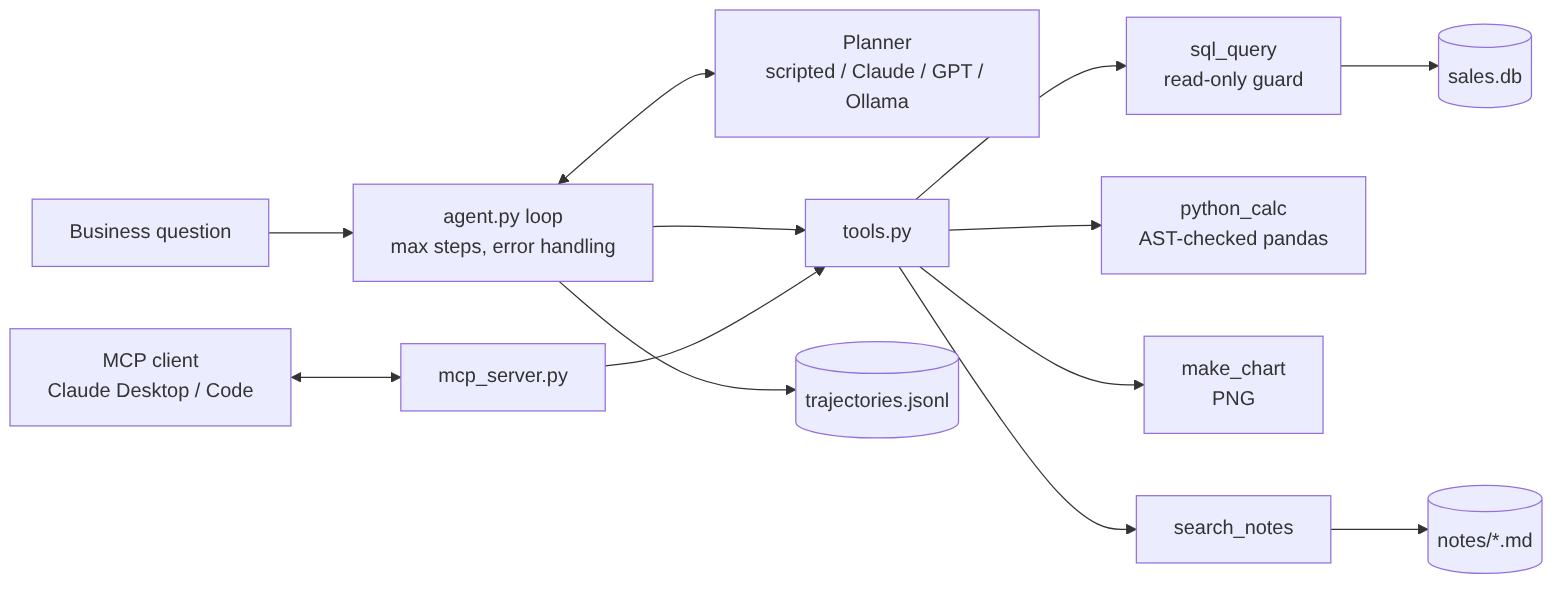 Planner
scripted / Claude / GPT /
Ollama
sql_query
read-only guard
sales.db
Business question
agent.py loop
max steps, error handling
tools.py
python_calc
AST-checked pandas
MCP client
Claude Desktop / Code
mcp_server.py
trajectories.jsonl
make_chart
PNG
search_notes
notes/*.md